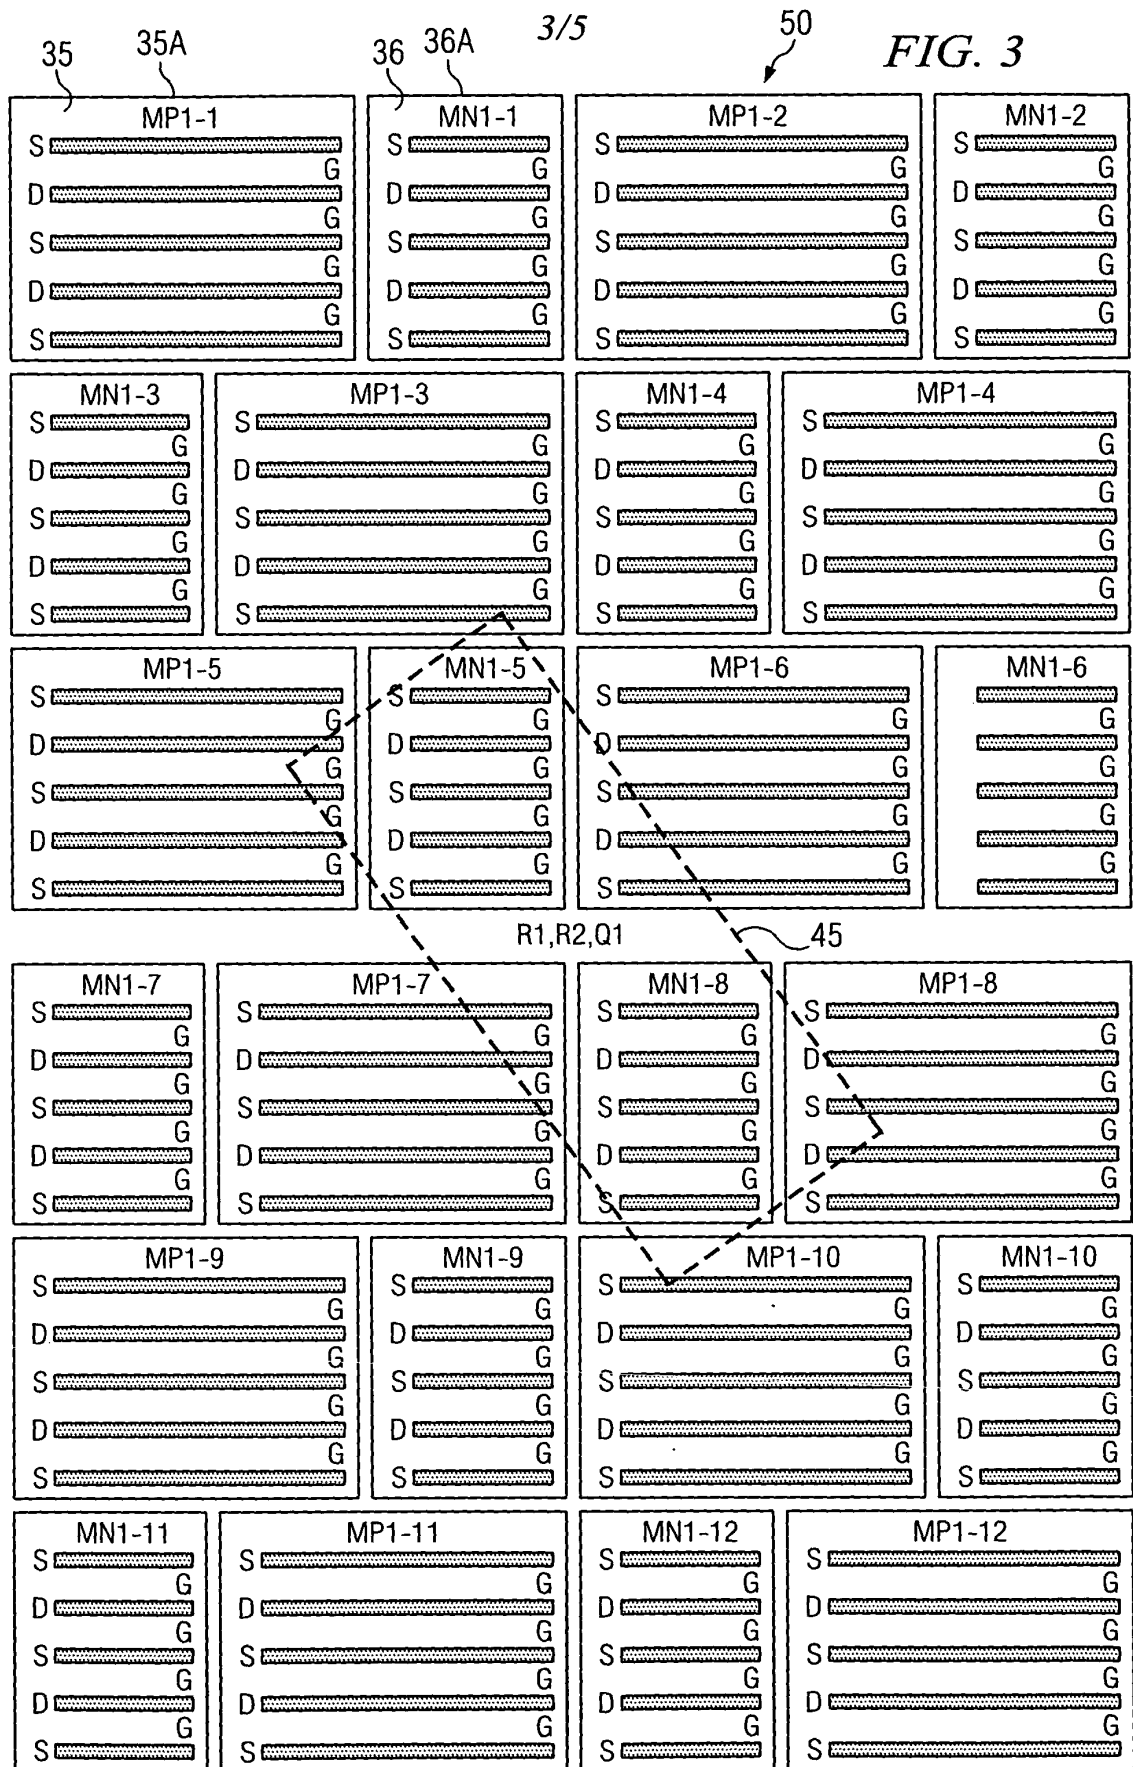 3/5
FIG. 3
35 35A 36 36A 50
MP1-1 MN1-1 MP1-2 MN1-2
S S S S
G G G G
D D D D
G G G G
S S S S
G G G G
D D D D
G G G G
S S S S
MN1-3 MP1-3 MN1-4 MP1-4
S S S S
G G G G
D D D D
G G G G
S S S S
G G G G
D D D D
G G G G
S S S S
MP1-5 MN1-5 MP1-6 MN1-6
S S S
G G G G
D D D
G G G G
S S S
G G G G
D D D
G G G G
S S S
R1,R2,Q1 45
MN1-7 MP1-7 MN1-8 MP1-8
S S S S
G G G G
D D D D
G G G G
S S S S
G G G G
D D D D
G G G G
S S S S
MP1-9 MN1-9 MP1-10 MN1-10
S S S S
G G G G
D D D D
G G G G
S S S S
G G G G
D D D D
G G G G
S S S S
MN1-11 MP1-11 MN1-12 MP1-12
S S S S
G G G G
D D D D
G G G G
S S S S
G G G G
D D D D
G G G G
S S S S